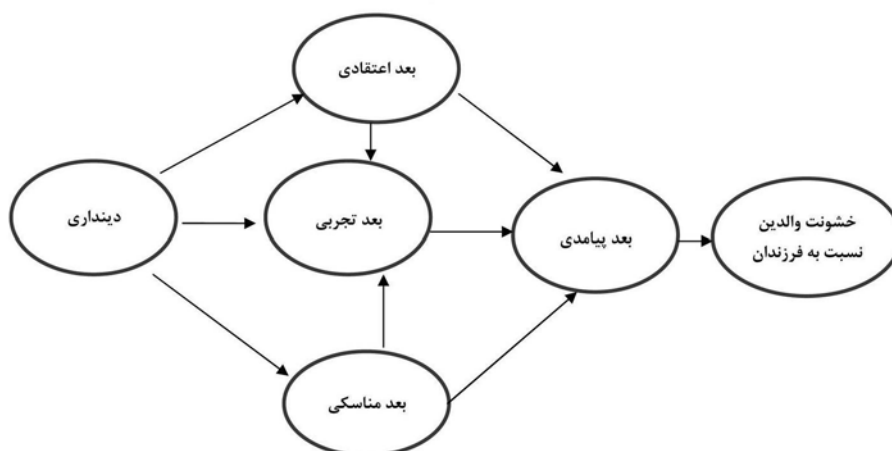 بعد اعتقادی
دینداری
بعد تجربی
بعد پیامدی
خشونت والدین
نسبت به فرزندان
بعد مناسکی